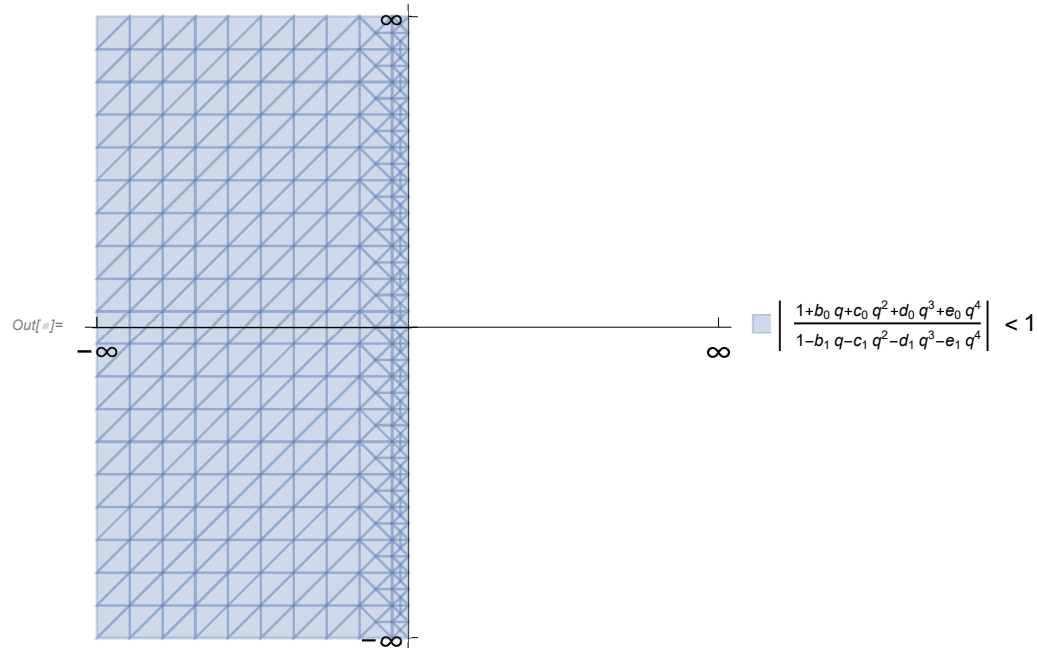 ∞
Out[•]=
-∞
∞
| 1+b₀ q+c₀ q²+d₀ q³+e₀ q⁴ / 1-b₁ q-c₁ q²-d₁ q³-e₁ q⁴ | < 1
-∞